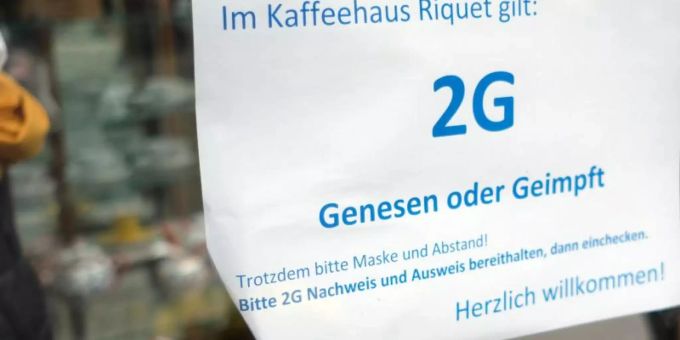 Im Kaffeehaus Riquet gilt:
2G
Genesen oder Geimpft
Trotzdem bitte Maske und Abstand!
Bitte 2G Nachweis und Ausweis bereithalten, dann einchecken.
Herzlich willkommen!